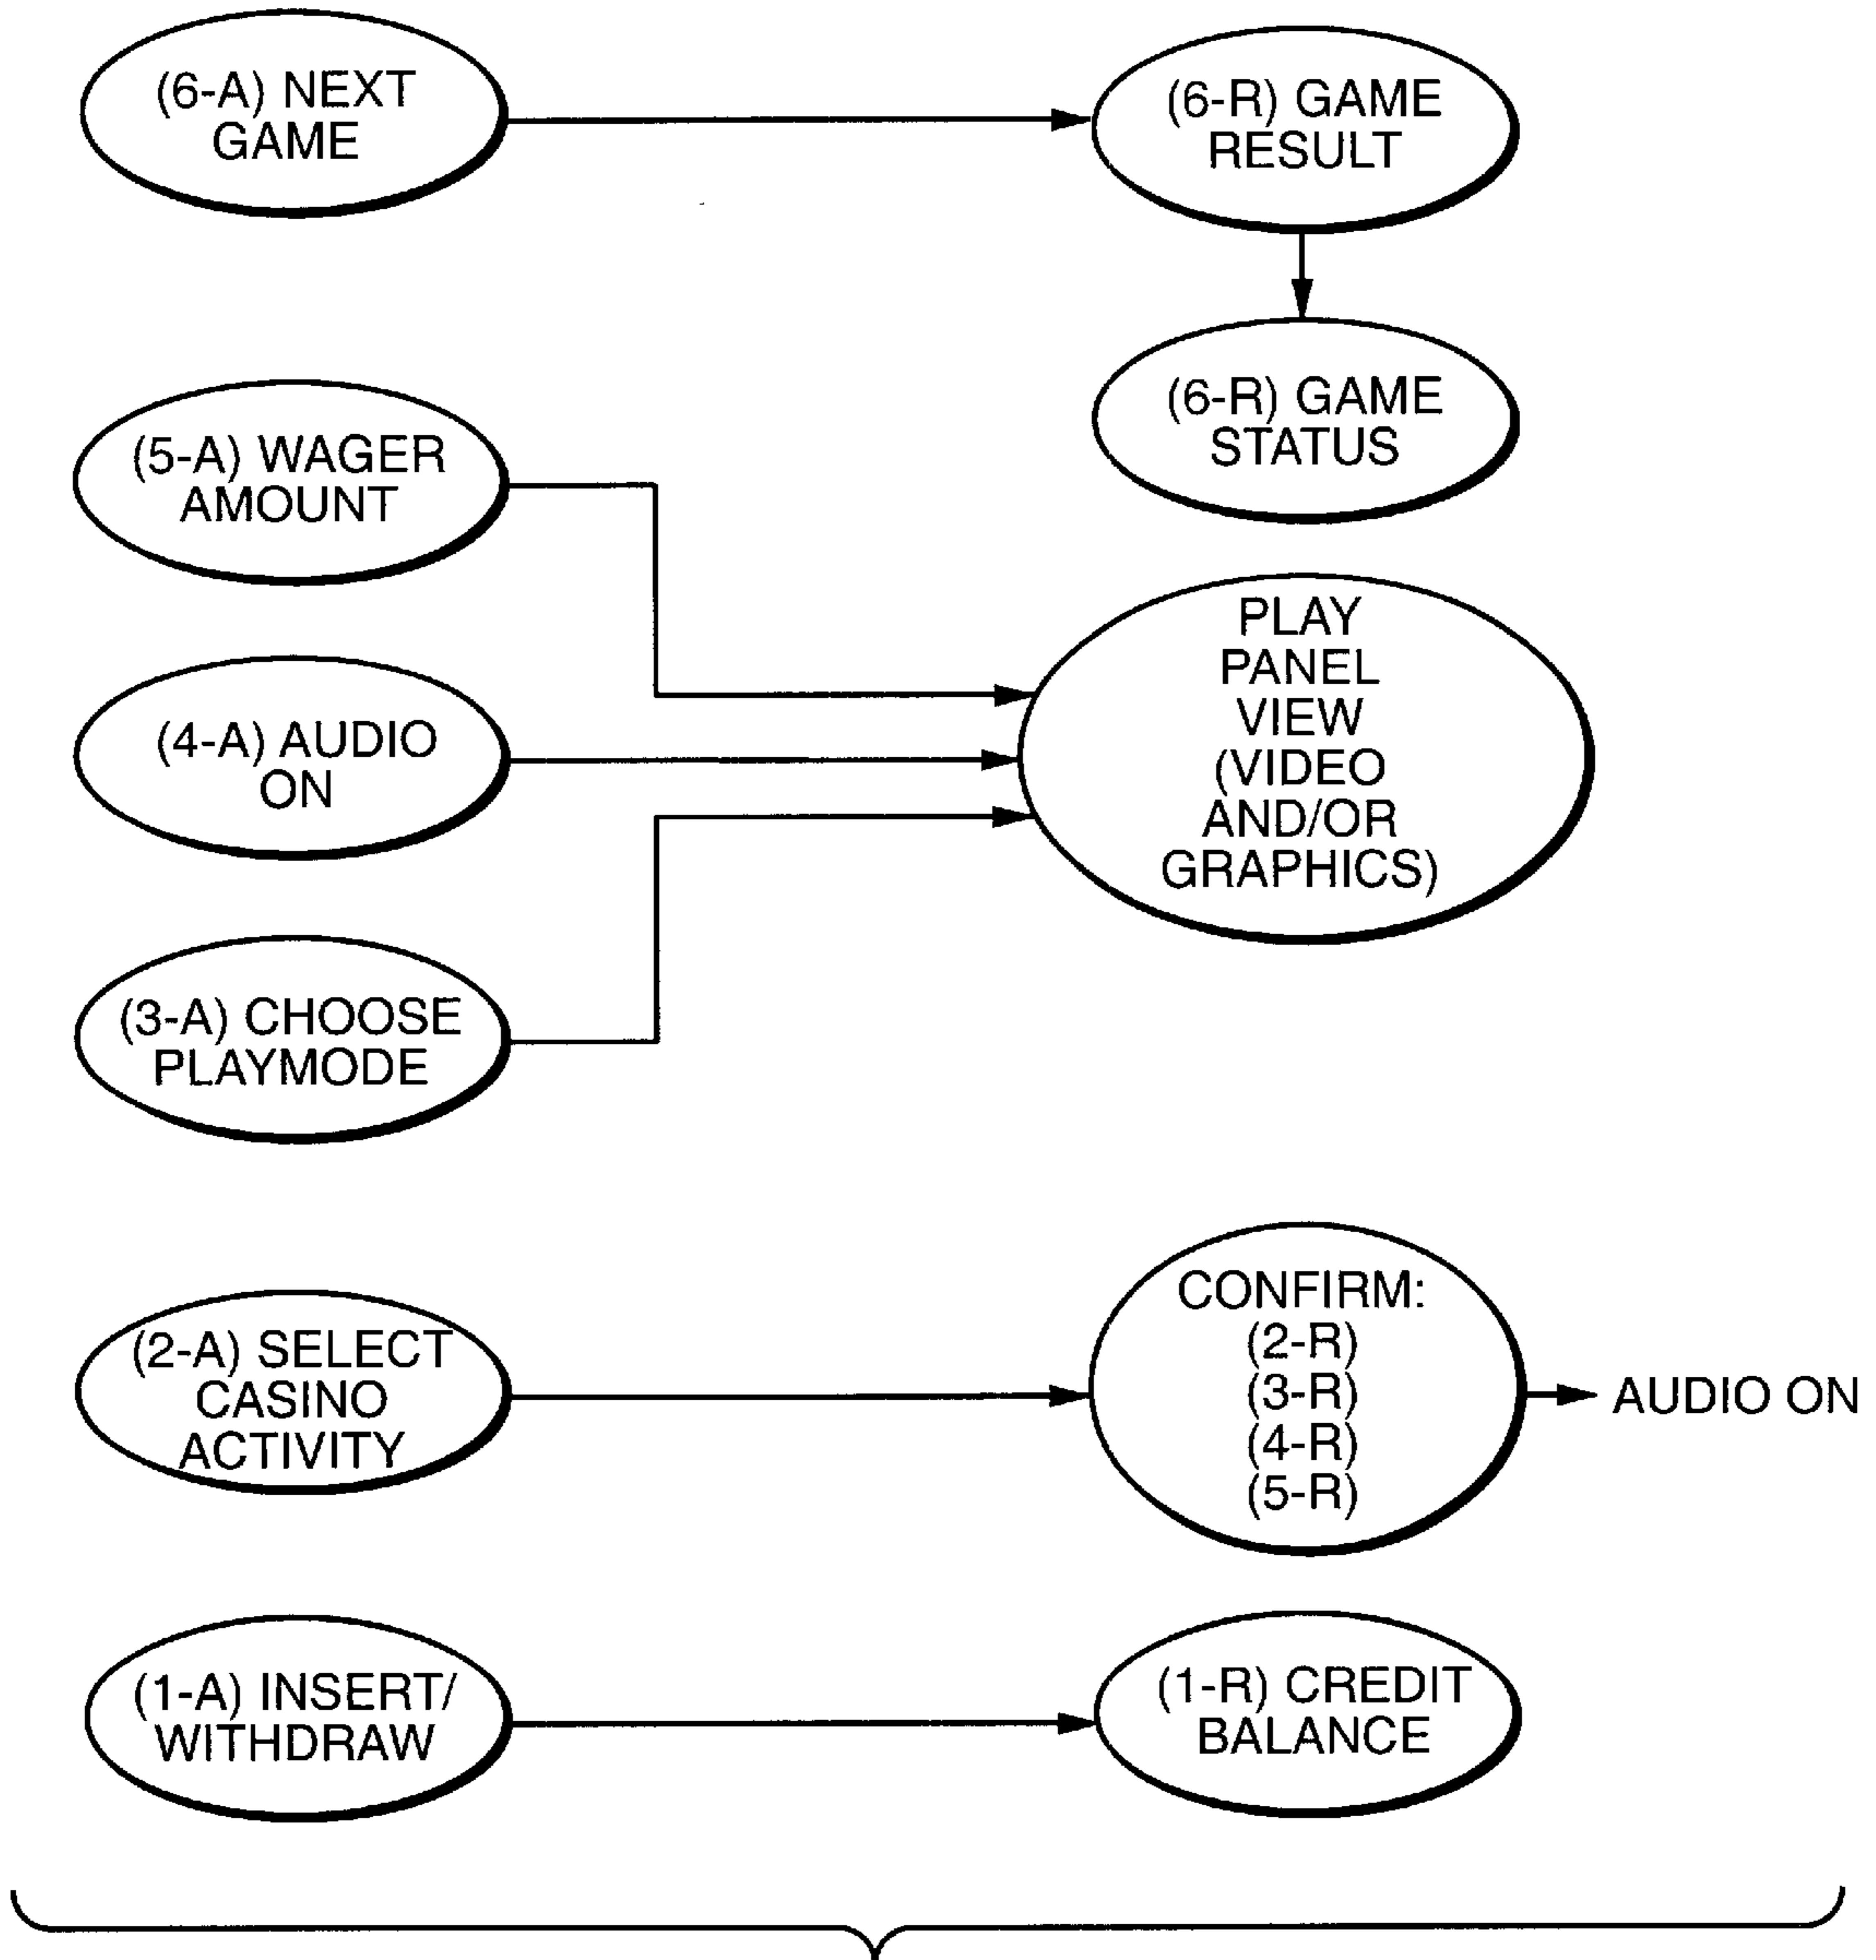 (6-A) NEXT
GAME
(6-R) GAME
RESULT
(6-R) GAME
STATUS
(5-A) WAGER
AMOUNT
PLAY
PANEL
VIEW
(VIDEO
AND/OR
GRAPHICS)
(4-A) AUDIO
ON
(3-A) CHOOSE
PLAYMODE
(2-A) SELECT
CASINO
ACTIVITY
CONFIRM:
(2-R)
(3-R)
(4-R)
(5-R)
AUDIO ON
(1-A) INSERT/
WITHDRAW
(1-R) CREDIT
BALANCE